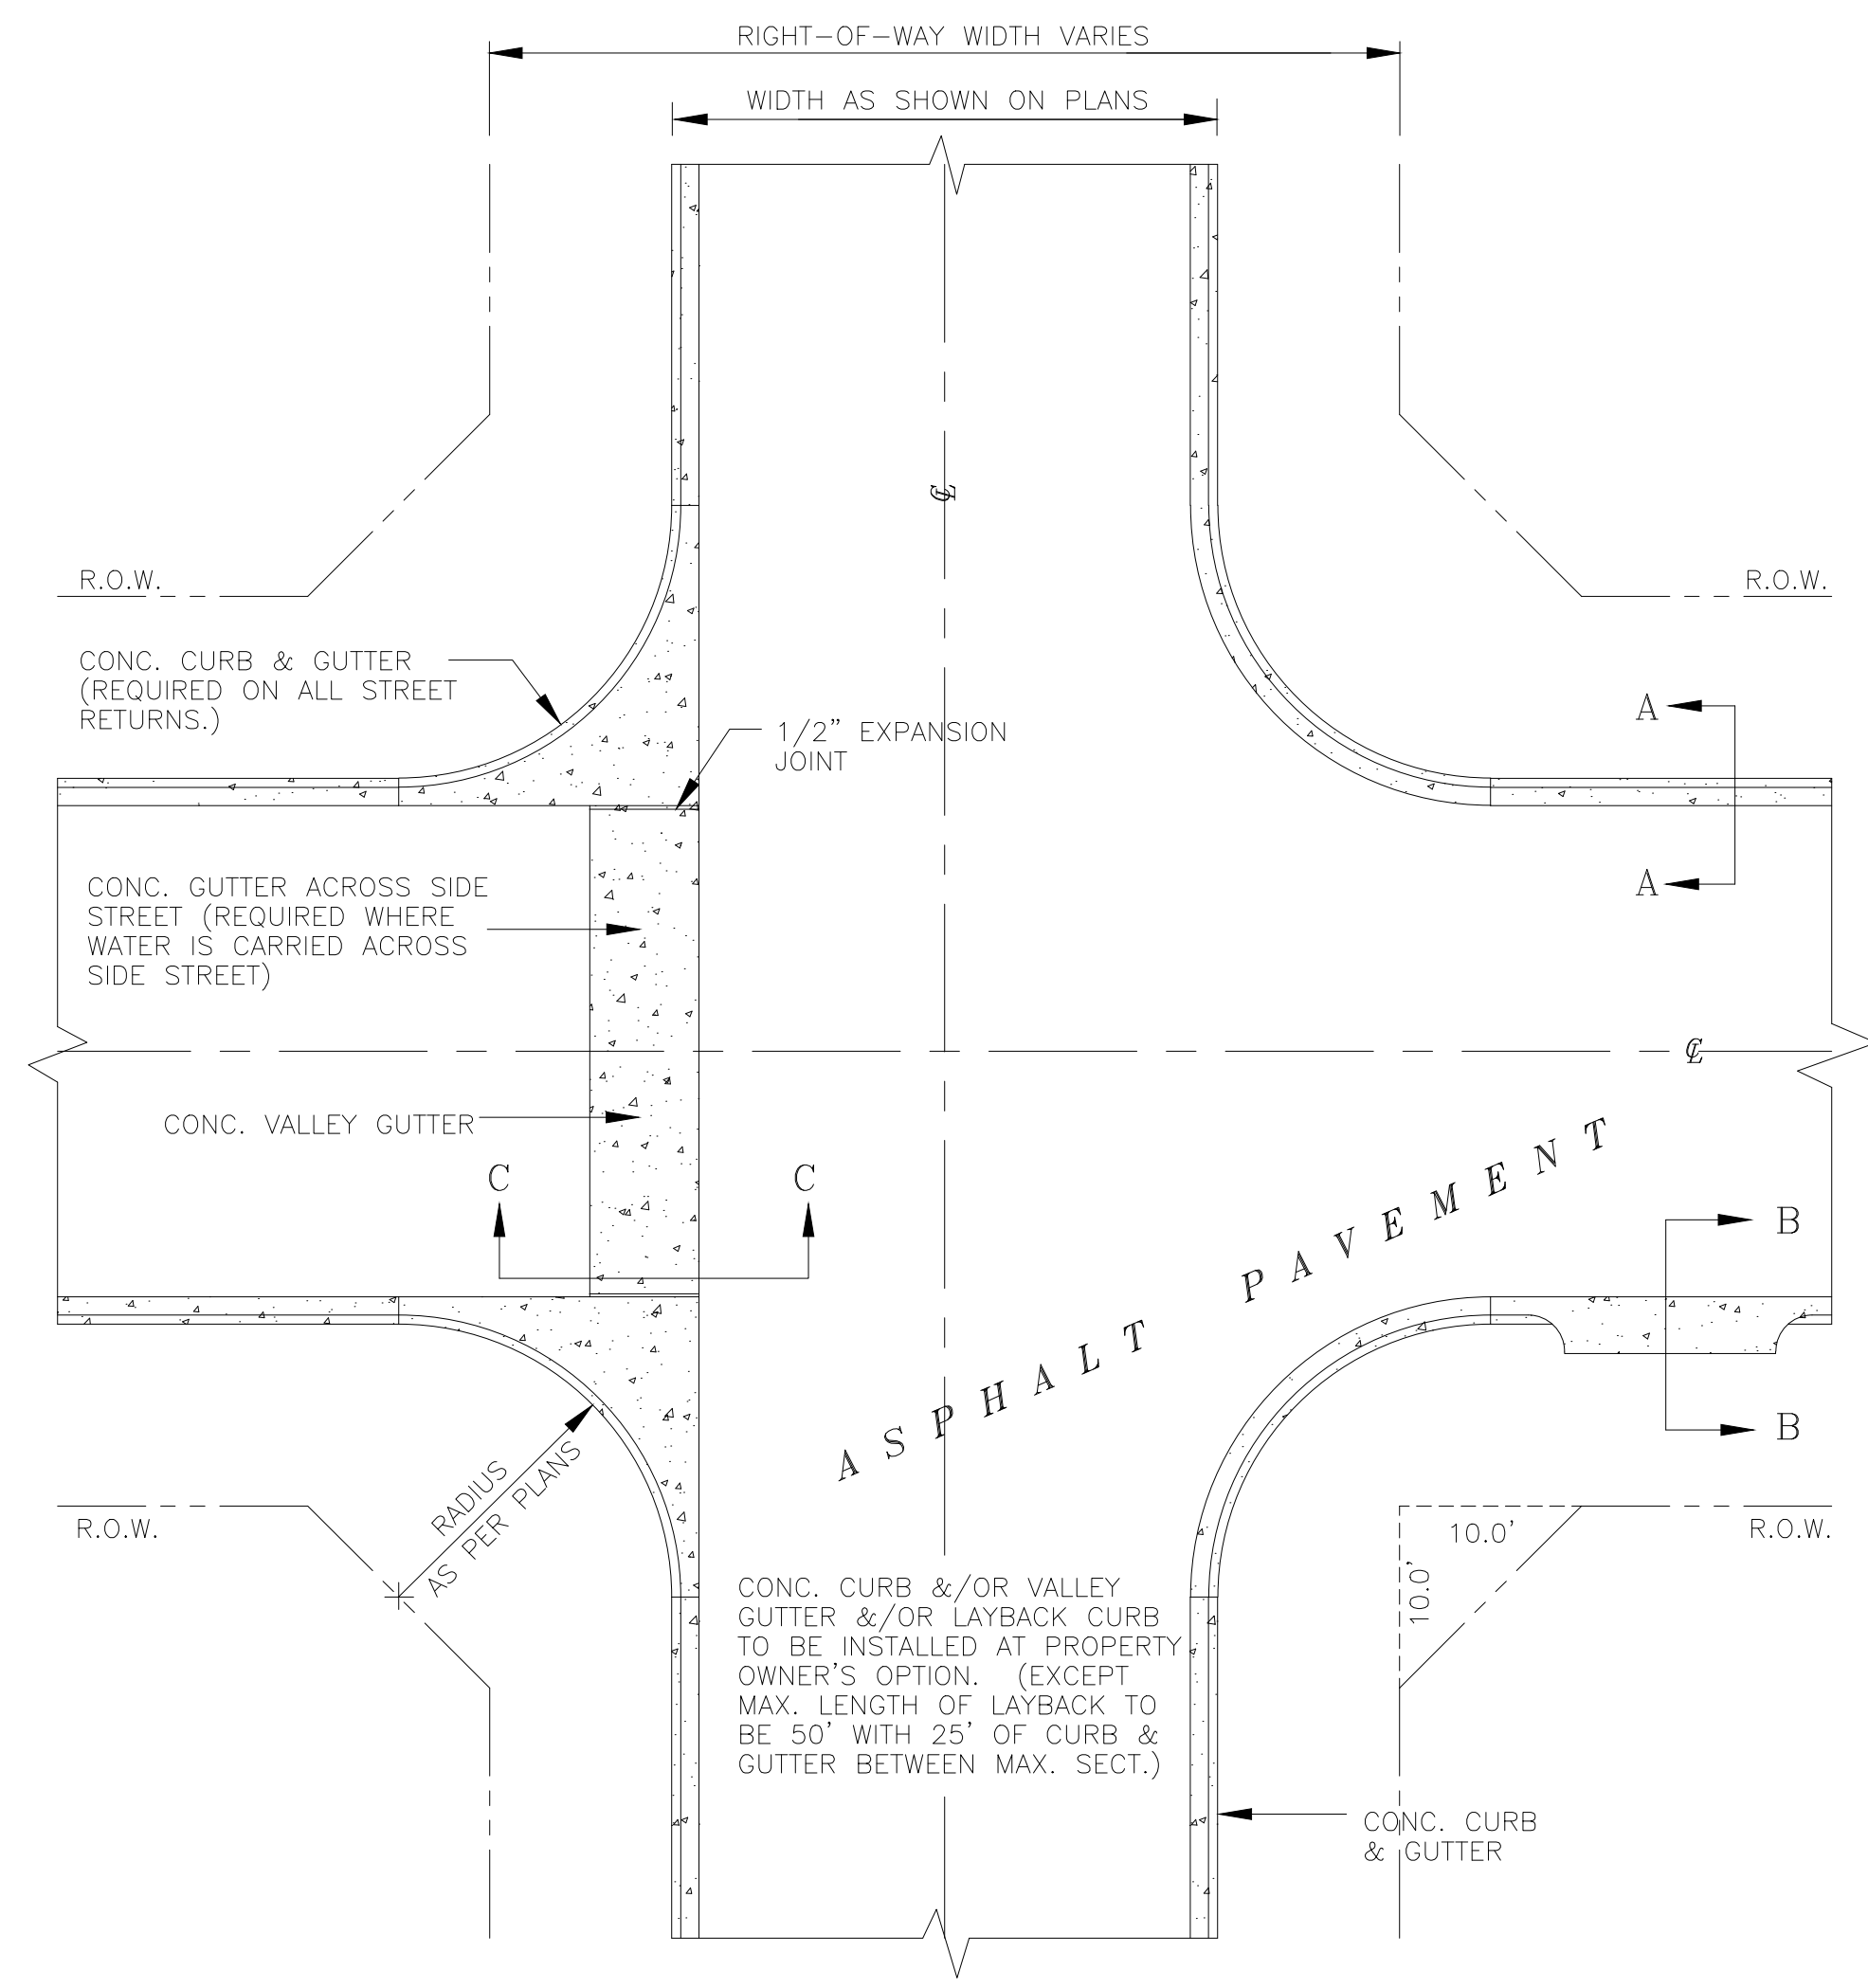 RIGHT-OF-WAY WIDTH VARIES
WIDTH AS SHOWN ON PLANS
℄
R.O.W.
R.O.W.
CONC. CURB & GUTTER
(REQUIRED ON ALL STREET
RETURNS.)
1/2" EXPANSION
JOINT
A
A
CONC. GUTTER ACROSS SIDE
STREET (REQUIRED WHERE
WATER IS CARRIED ACROSS
SIDE STREET)
℄
CONC. VALLEY GUTTER
C
C
ASPHALT PAVEMENT
B
B
RADIUS
AS PER PLANS
R.O.W.
10.0'
10.0'
R.O.W.
CONC. CURB &/OR VALLEY
GUTTER &/OR LAYBACK CURB
TO BE INSTALLED AT PROPERTY
OWNER'S OPTION. (EXCEPT
MAX. LENGTH OF LAYBACK TO
BE 50' WITH 25' OF CURB &
GUTTER BETWEEN MAX. SECT.)
CONC. CURB
& GUTTER